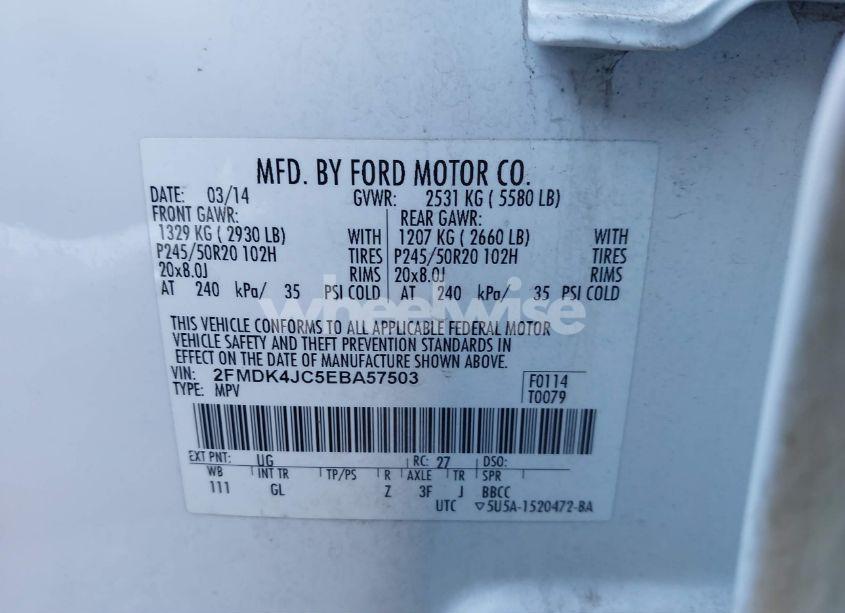 MFD. BY FORD MOTOR CO.
DATE: 03/14 GVWR: 2531 KG ( 5580 LB)
FRONT GAWR: REAR GAWR:
1329 KG ( 2930 LB) WITH 1207 KG ( 2660 LB) WITH
P245/50R20 102H TIRES P245/50R20 102H TIRES
20x8.0J RIMS 20x8.0J RIMS
AT 240 kPa/ 35 PSI COLD AT 240 kPa/ 35 PSI COLD
wheelwise
THIS VEHICLE CONFORMS TO ALL APPLICABLE FEDERAL MOTOR
VEHICLE SAFETY AND THEFT PREVENTION STANDARDS IN
EFFECT ON THE DATE OF MANUFACTURE SHOWN ABOVE.
VIN: 2FMDK4JC5EBA57503 F0114
TYPE: MPV T0079
EXT PNT: UG RC: 27 DSO:
WB INT TR TP/PS R AXLE TR SPR
111 GL Z 3F J BBCC
UTC ▽5U5A-1520472-BA